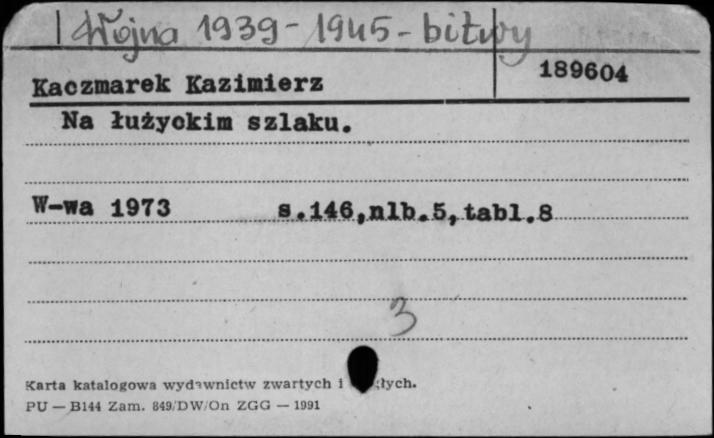 Wojna 1939-1945-bitwy
Kaczmarek Kazimierz 189604
Na łużyckim szlaku.
W-wa 1973 s.146,nlb.5,tabl.8
3
Karta katalogowa wydawnictw zwartych i
PU — B144 Zam. 849/DW/On ZGG — 1991